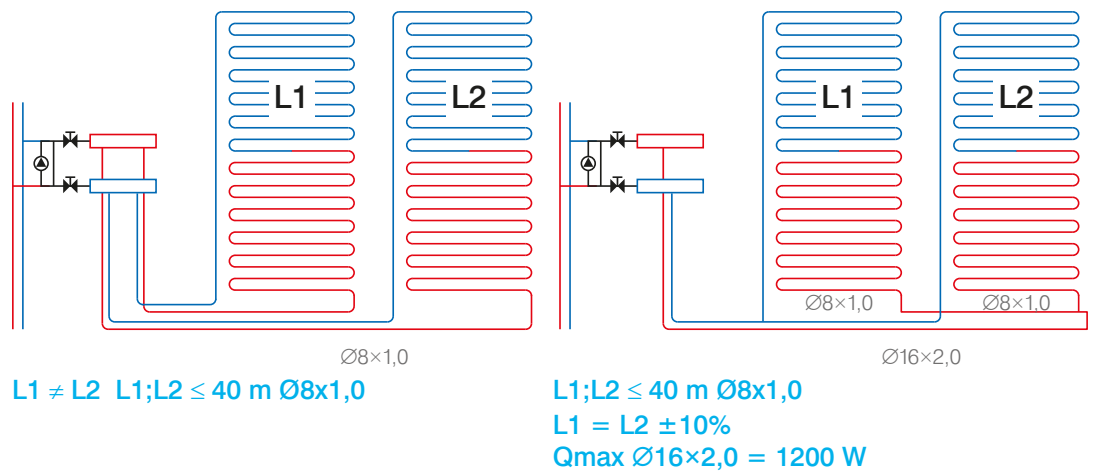 L1
L2
L1
L2
Ø8×1,0
Ø8×1,0
Ø8×1,0
Ø16×2,0
L1 ≠ L2 L1;L2 ≤ 40 m Ø8x1,0
L1;L2 ≤ 40 m Ø8x1,0
L1 = L2 ±10%
Qmax Ø16×2,0 = 1200 W